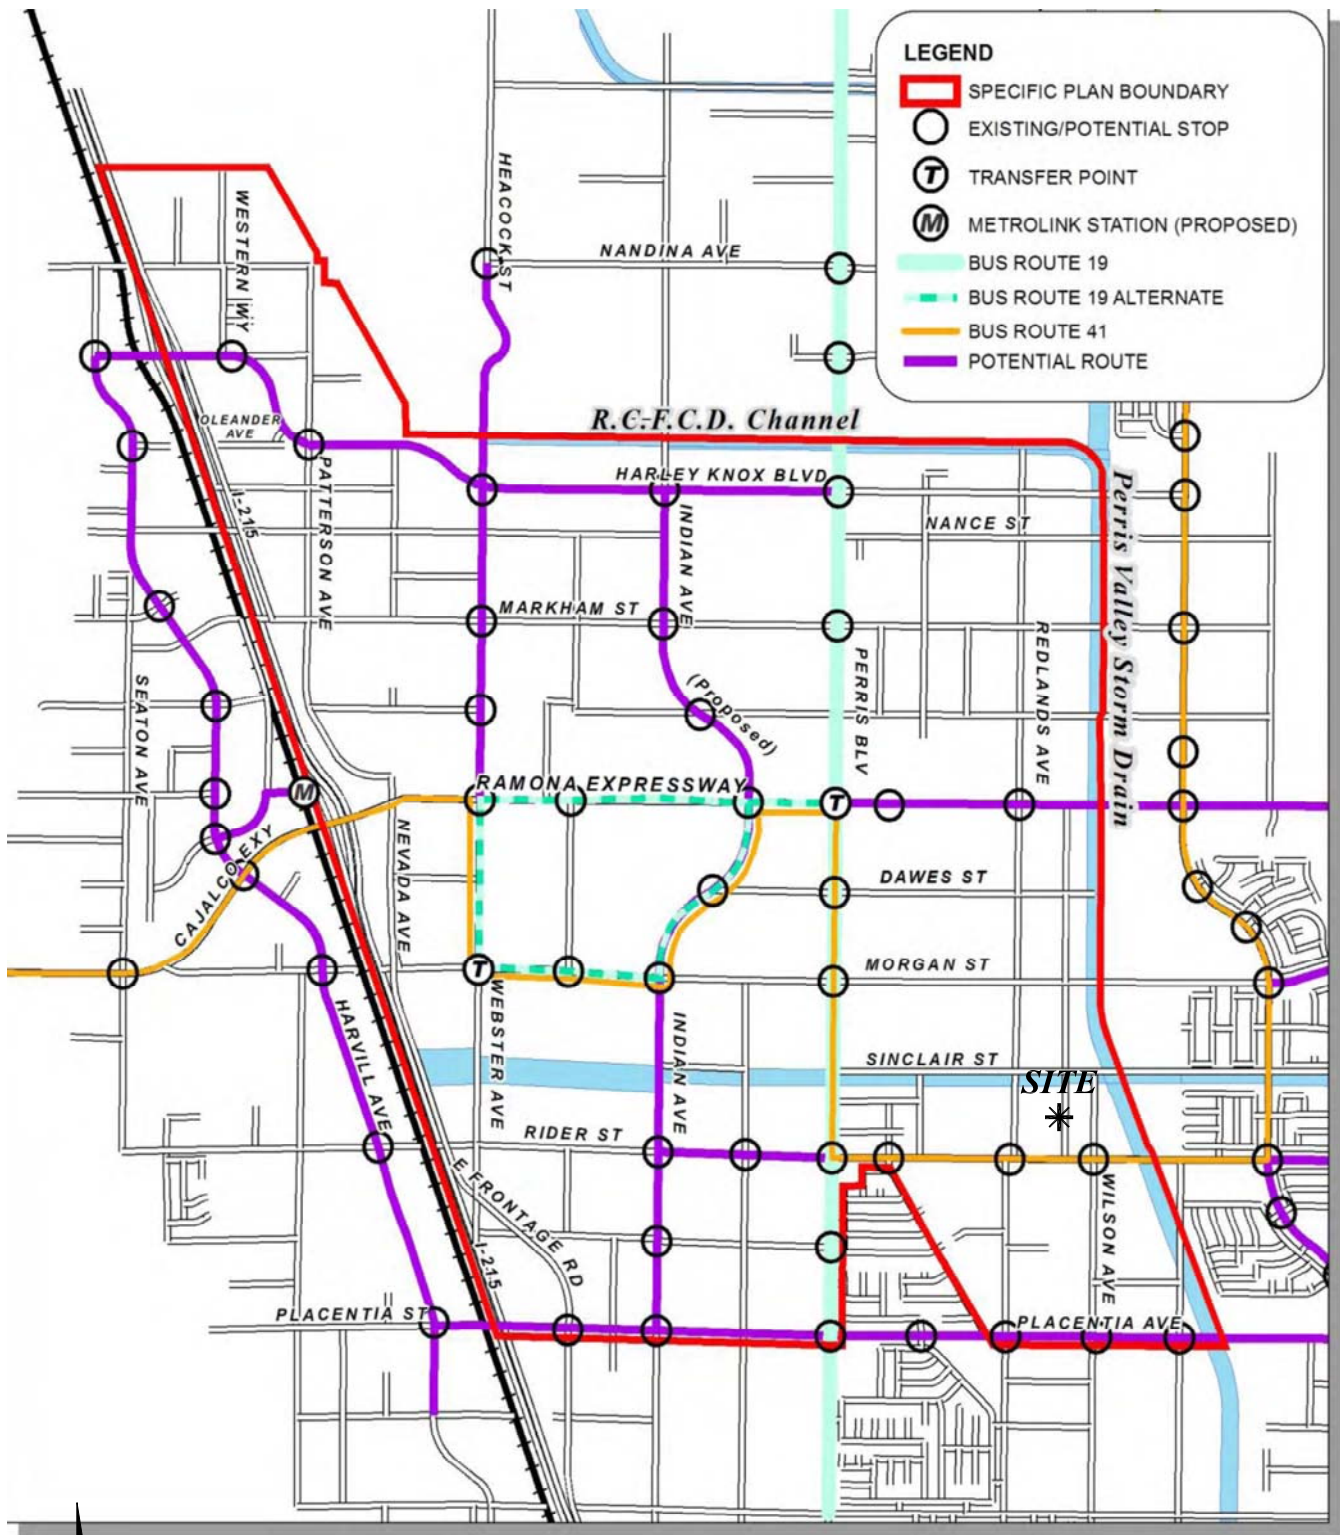 LEGEND
SPECIFIC PLAN BOUNDARY
EXISTING/POTENTIAL STOP
T
TRANSFER POINT
M
METROLINK STATION (PROPOSED)
BUS ROUTE 19
BUS ROUTE 19 ALTERNATE
BUS ROUTE 41
POTENTIAL ROUTE
HEACOCK ST
WESTERN WY
NANDINA AVE
OLEANDER
AVE
R.C.F.C.D. Channel
HARLEY KNOX BLVD
PATTERSON AVE
I-215
INDIAN AVE
NANCE ST
Perris Valley Storm Drain
MARKHAM ST
REDLANDS AVE
PERRIS BLV
SEATON AVE
(Proposed)
RAMONA EXPRESSWAY
M
T
NEVADA AVE
CAJALCO EXY
DAWES ST
MORGAN ST
T
WEBSTER AVE
HARVILL AVE
INDIAN AVE
SINCLAIR ST
SITE
RIDER ST
E FRONTAGE RD
WILSON AVE
I-215
PLACENTIA ST
PLACENTIA AVE